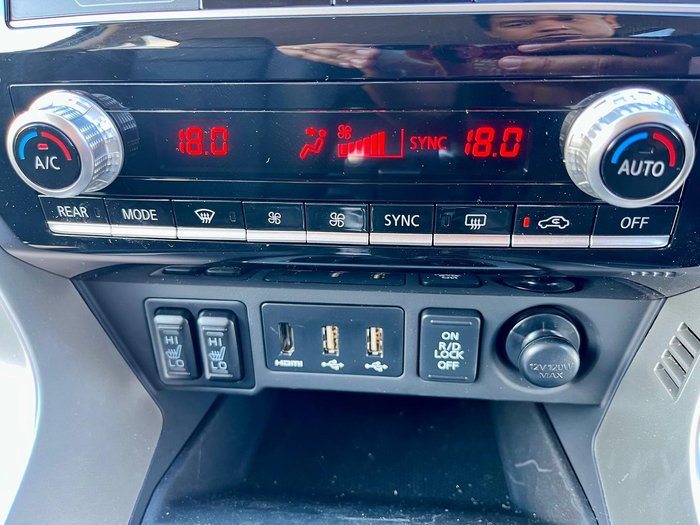 18.0
SYNC
18.0
A/C
AUTO
REAR
MODE
SYNC
OFF
HI
LO
HI
LO
HDMI
ON
R/D
LOCK
OFF
12V120W
MAX